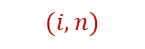 (i, n)